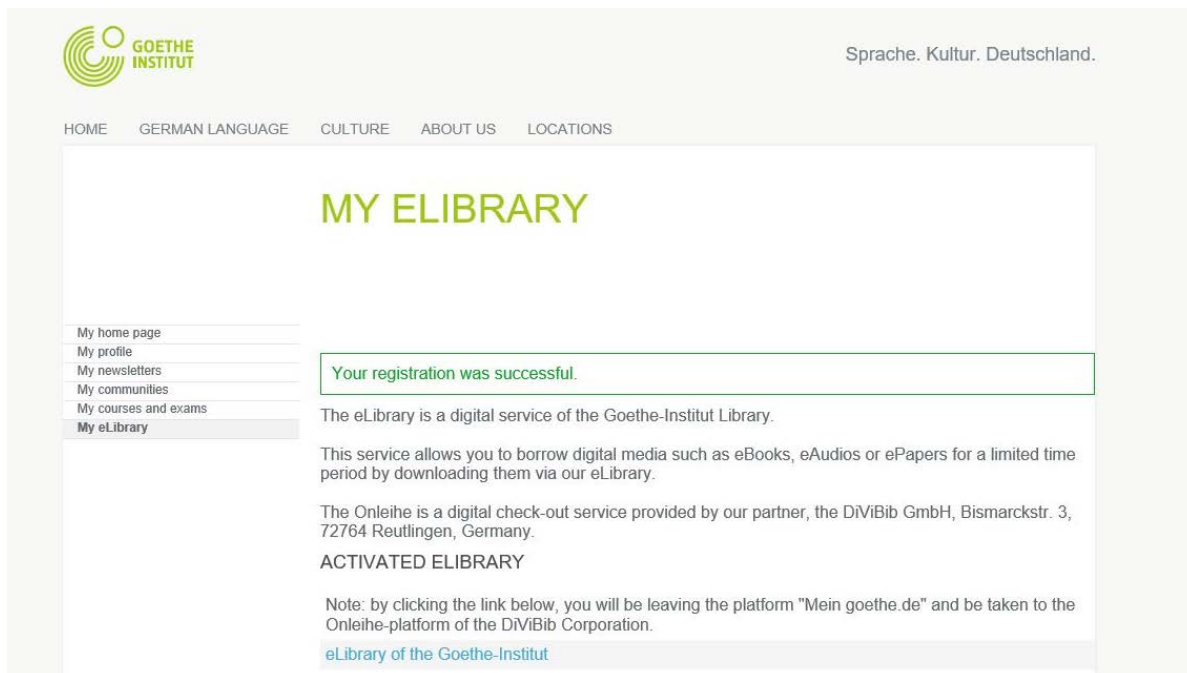 GOETHE
INSTITUT
Sprache. Kultur. Deutschland.
HOME GERMAN LANGUAGE CULTURE ABOUT US LOCATIONS
MY ELIBRARY
My home page
My profile
My newsletters
My communities
My courses and exams
My eLibrary
Your registration was successful.
The eLibrary is a digital service of the Goethe-Institut Library.
This service allows you to borrow digital media such as eBooks, eAudios or ePapers for a limited time
period by downloading them via our eLibrary.
The Onleihe is a digital check-out service provided by our partner, the DiViBib GmbH, Bismarckstr. 3,
72764 Reutlingen, Germany.
ACTIVATED ELIBRARY
Note: by clicking the link below, you will be leaving the platform "Mein goethe.de" and be taken to the
Onleihe-platform of the DiViBib Corporation.
eLibrary of the Goethe-Institut